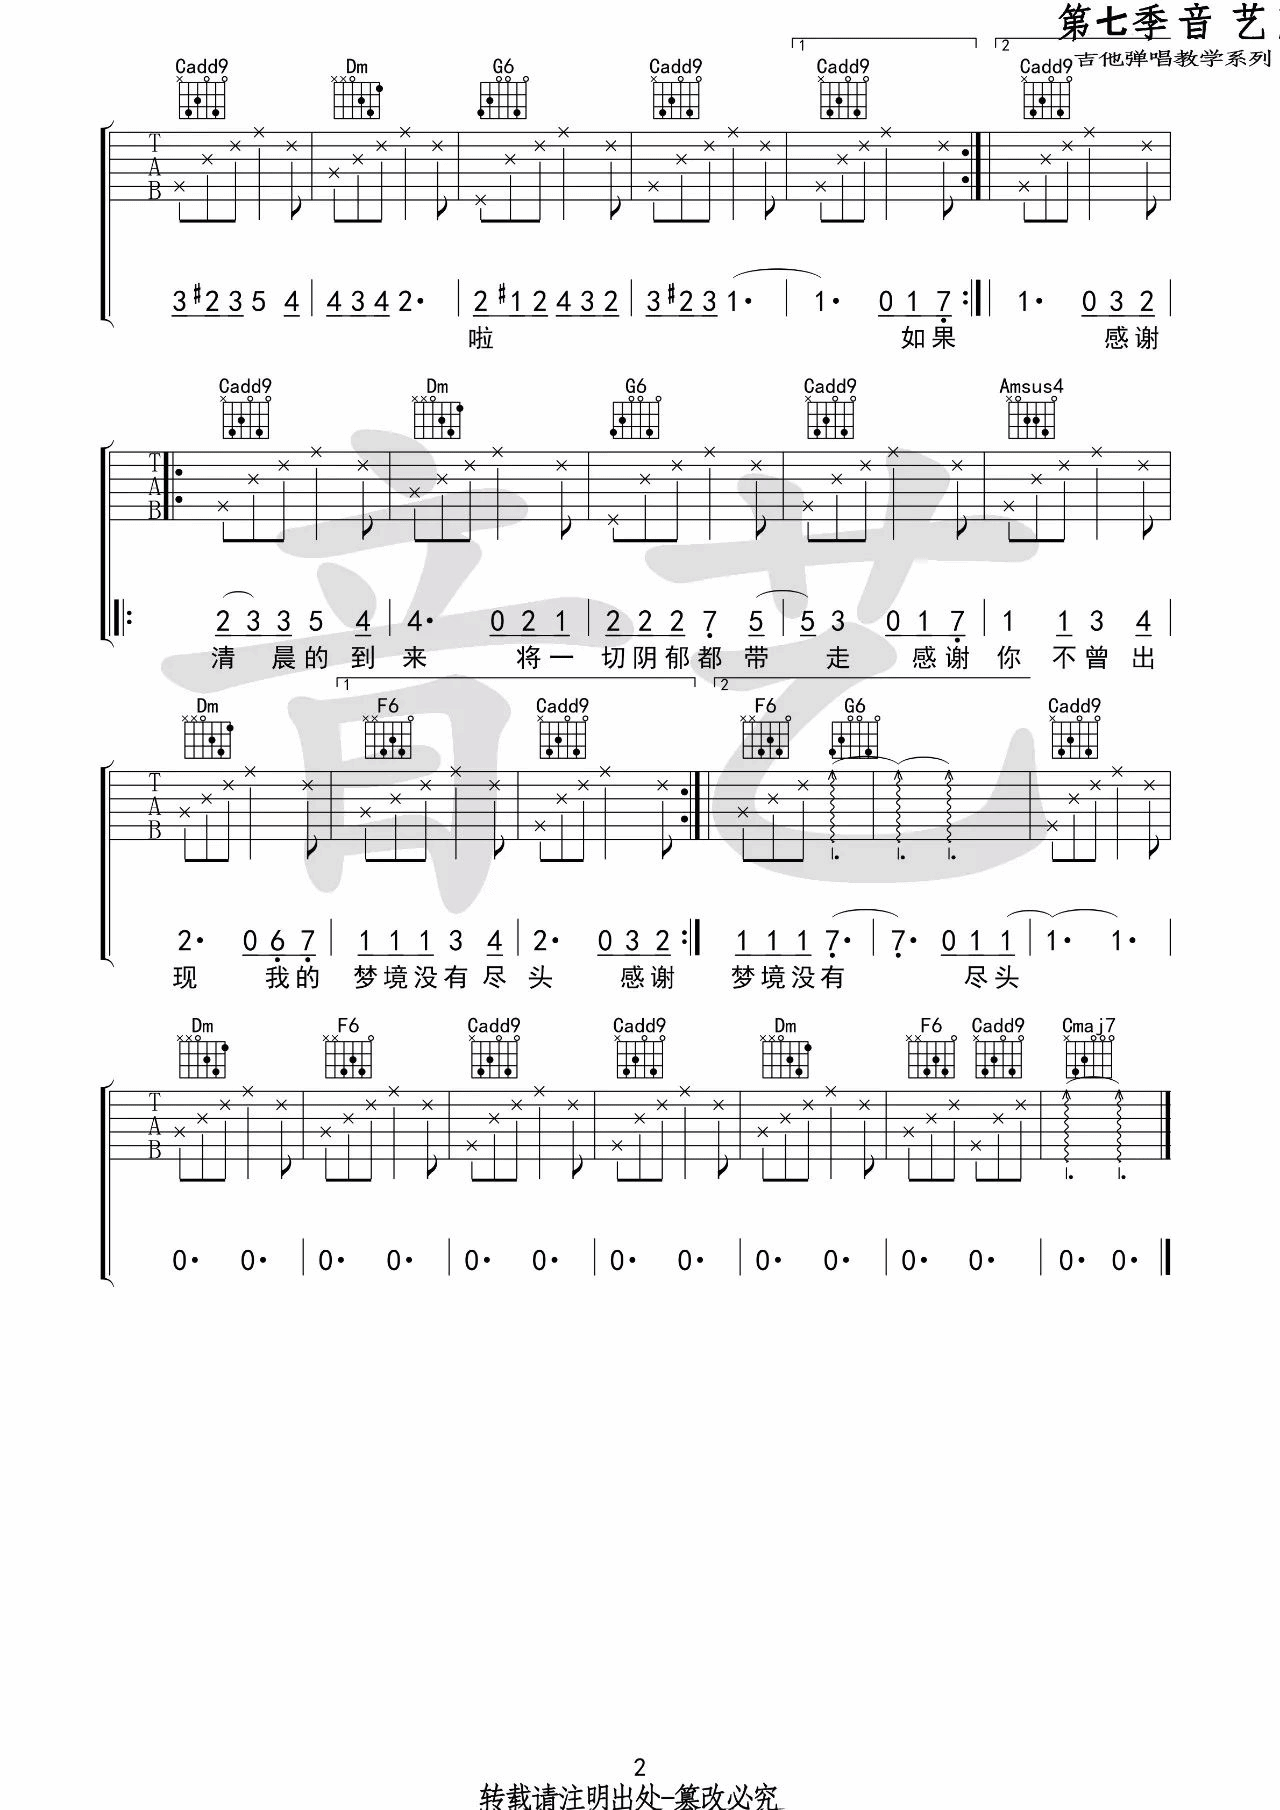 第七季音 艺
吉他弹唱教学系列
1 2
Cadd9 Dm G6 Cadd9 Cadd9 Cadd9
T
A
B
3 #2 3 5 4 | 4 3 4 2· | 2 #1 2 4 3 2 | 3 #2 3 1· | 1· 0 1 7 :| 1· 0 3 2 |
啦 如果 感谢
Cadd9 Dm G6 Cadd9 Amsus4
T
A
B
音艺
|: 2 3 3 5 4 | 4· 0 2 1 | 2 2 2 7 5 | 5 3 0 1 7 | 1 1 3 4 |
清 晨的到来 将一切阴郁都带 走 感谢你 不曾出
1 2
Dm F6 Cadd9 F6 G6 Cadd9
T
A
B
2· 0 6 7 | 1 1 1 3 4 | 2· 0 3 2 :| 1 1 1 7· | 7· 0 1 1 | 1· 1· |
现 我的 梦境没有尽头 感谢 梦境没有 尽头
Dm F6 Cadd9 Cadd9 Dm F6 Cadd9 Cmaj7
T
A
B
0· 0· | 0· 0· | 0· 0· | 0· 0· | 0· 0· | 0· 0· | 0· 0· |
2
转载请注明出处-篡改必究